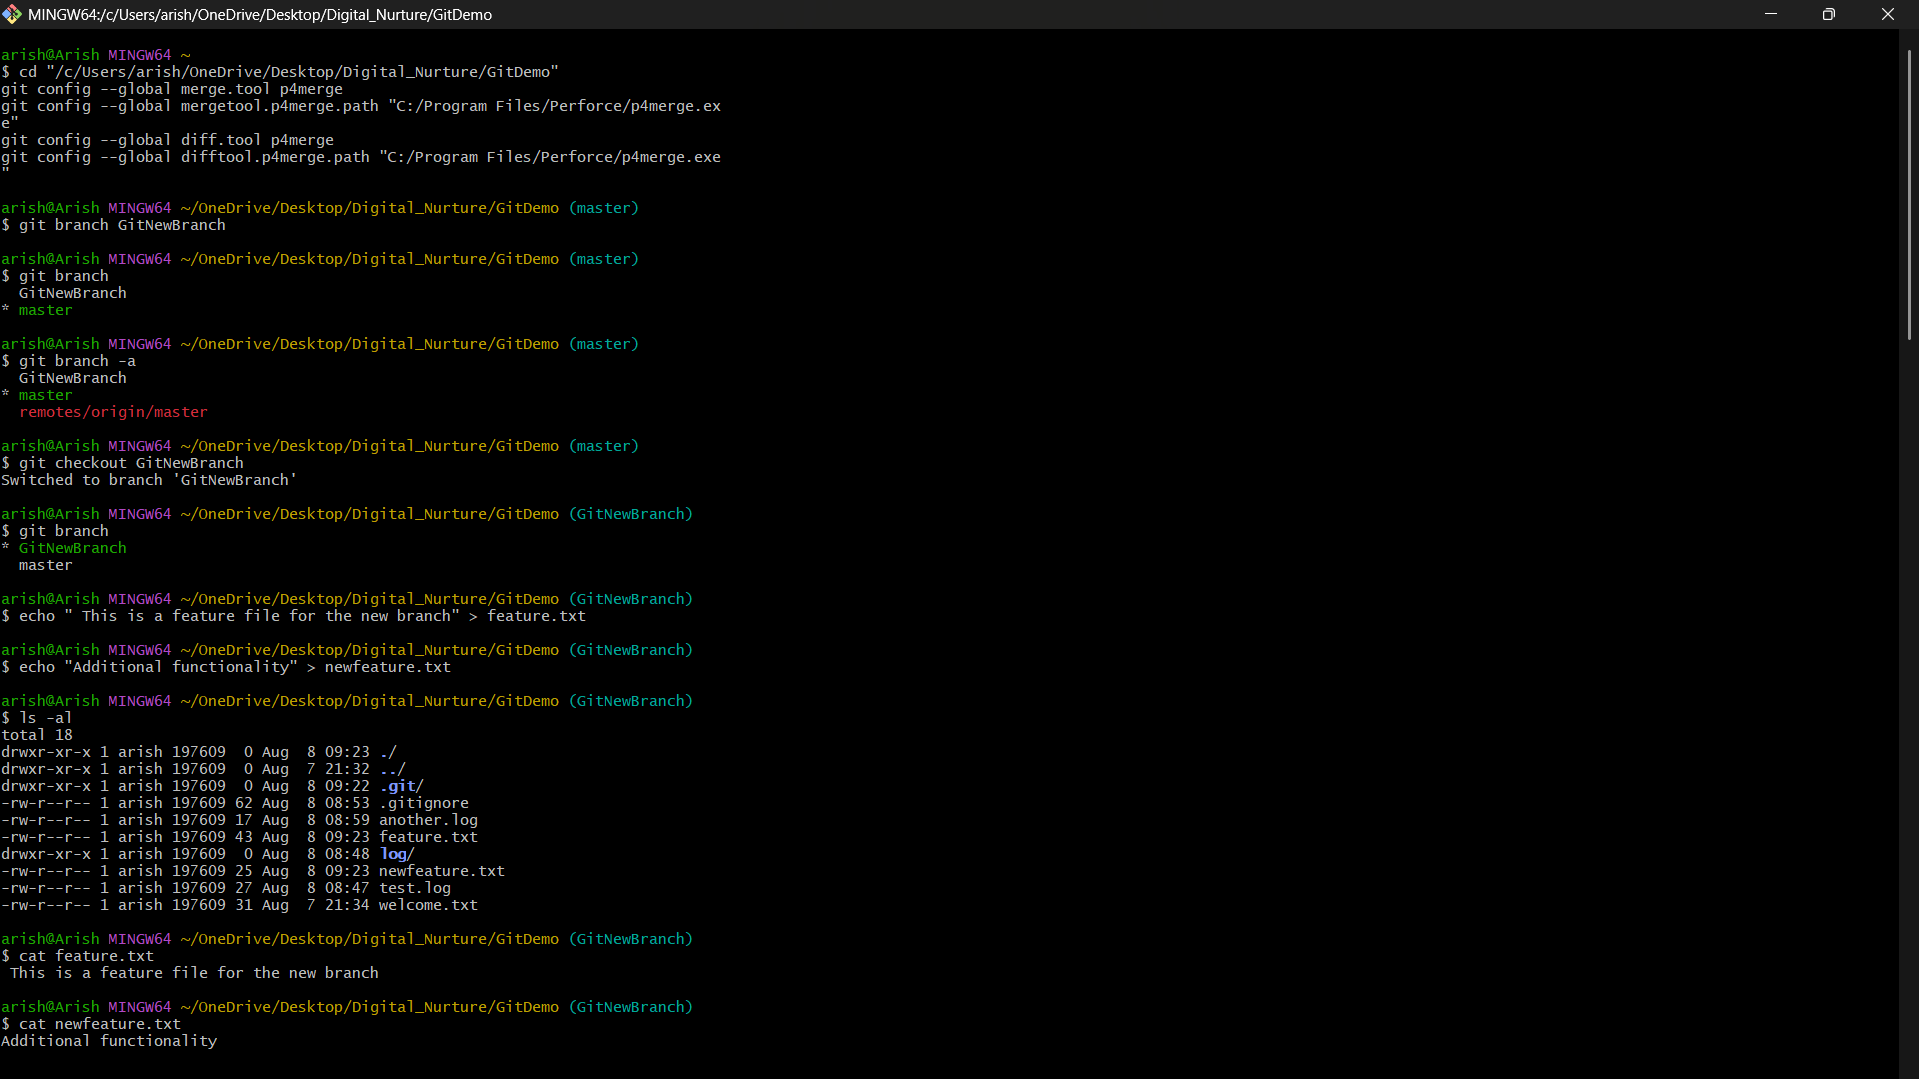 MINGW64:/c/Users/arish/OneDrive/Desktop/Digital_Nurture/GitDemo
arish@Arish MINGW64 ~
$ cd "/c/Users/arish/OneDrive/Desktop/Digital_Nurture/GitDemo"
git config --global merge.tool p4merge
git config --global mergetool.p4merge.path "C:/Program Files/Perforce/p4merge.ex
e"
git config --global diff.tool p4merge
git config --global difftool.p4merge.path "C:/Program Files/Perforce/p4merge.exe
"
arish@Arish MINGW64 ~/OneDrive/Desktop/Digital_Nurture/GitDemo (master)
$ git branch GitNewBranch
arish@Arish MINGW64 ~/OneDrive/Desktop/Digital_Nurture/GitDemo (master)
$ git branch
  GitNewBranch
* master
arish@Arish MINGW64 ~/OneDrive/Desktop/Digital_Nurture/GitDemo (master)
$ git branch -a
  GitNewBranch
* master
  remotes/origin/master
arish@Arish MINGW64 ~/OneDrive/Desktop/Digital_Nurture/GitDemo (master)
$ git checkout GitNewBranch
Switched to branch 'GitNewBranch'
arish@Arish MINGW64 ~/OneDrive/Desktop/Digital_Nurture/GitDemo (GitNewBranch)
$ git branch
* GitNewBranch
  master
arish@Arish MINGW64 ~/OneDrive/Desktop/Digital_Nurture/GitDemo (GitNewBranch)
$ echo " This is a feature file for the new branch" > feature.txt
arish@Arish MINGW64 ~/OneDrive/Desktop/Digital_Nurture/GitDemo (GitNewBranch)
$ echo "Additional functionality" > newfeature.txt
arish@Arish MINGW64 ~/OneDrive/Desktop/Digital_Nurture/GitDemo (GitNewBranch)
$ ls -al
total 18
drwxr-xr-x 1 arish 197609  0 Aug  8 09:23 ./
drwxr-xr-x 1 arish 197609  0 Aug  7 21:32 ../
drwxr-xr-x 1 arish 197609  0 Aug  8 09:22 .git/
-rw-r--r-- 1 arish 197609 62 Aug  8 08:53 .gitignore
-rw-r--r-- 1 arish 197609 17 Aug  8 08:59 another.log
-rw-r--r-- 1 arish 197609 43 Aug  8 09:23 feature.txt
drwxr-xr-x 1 arish 197609  0 Aug  8 08:48 log/
-rw-r--r-- 1 arish 197609 25 Aug  8 09:23 newfeature.txt
-rw-r--r-- 1 arish 197609 27 Aug  8 08:47 test.log
-rw-r--r-- 1 arish 197609 31 Aug  7 21:34 welcome.txt
arish@Arish MINGW64 ~/OneDrive/Desktop/Digital_Nurture/GitDemo (GitNewBranch)
$ cat feature.txt
 This is a feature file for the new branch
arish@Arish MINGW64 ~/OneDrive/Desktop/Digital_Nurture/GitDemo (GitNewBranch)
$ cat newfeature.txt
Additional functionality